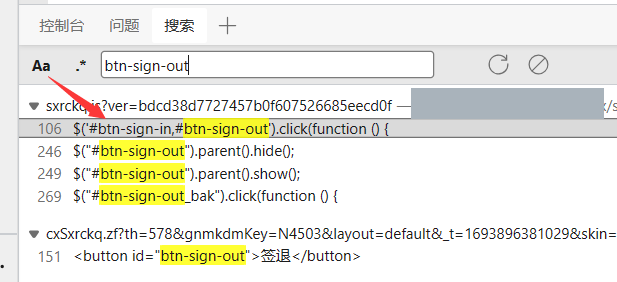 控制台 问题 搜索
Aa .* btn-sign-out
sxrckq.js?ver=bdcd38d7727457b0f607526685eecd0f —
106 $('#btn-sign-in,#btn-sign-out').click(function () {
246 $("#btn-sign-out").parent().hide();
249 $("#btn-sign-out").parent().show();
269 $("#btn-sign-out_bak").click(function () {
cxSxrckq.zf?th=578&gnmkdmKey=N4503&layout=default&_t=1693896381029&skin=
151 <button id="btn-sign-out">签退</button>